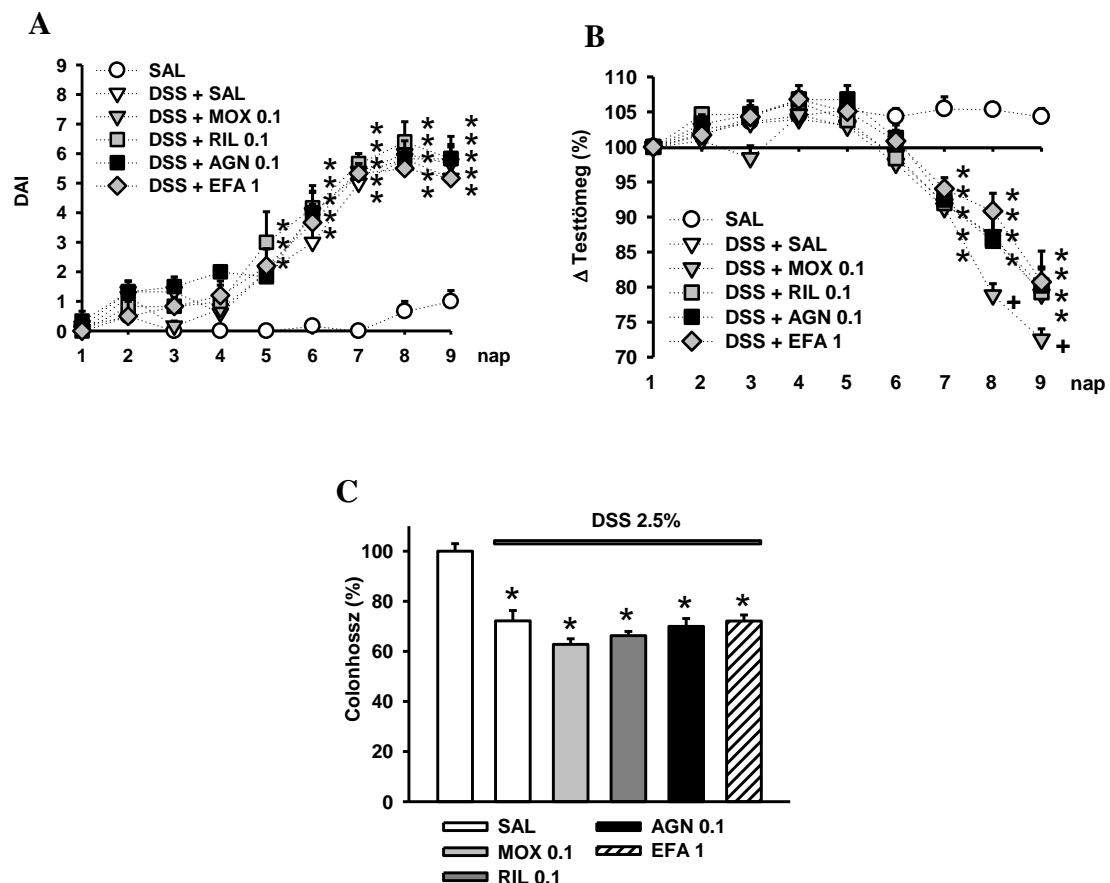 A
DAI
9
8
7
6
5
4
3
2
1
0
SAL
DSS + SAL
DSS + MOX 0.1
DSS + RIL 0.1
DSS + AGN 0.1
DSS + EFA 1
* * *
* * * * *
* * * * *
* * * * *
* * * * *
1 2 3 4 5 6 7 8 9 nap
B
Δ Testtömeg (%)
110
105
100
95
90
85
80
75
70
SAL
DSS + SAL
DSS + MOX 0.1
DSS + RIL 0.1
DSS + AGN 0.1
DSS + EFA 1
* * * * *
* * * *
+
* * * *
+
1 2 3 4 5 6 7 8 9 nap
C
DSS 2.5%
Colonhossz (%)
100
80
60
40
20
0
* * * * *
SAL AGN 0.1
MOX 0.1 EFA 1
RIL 0.1